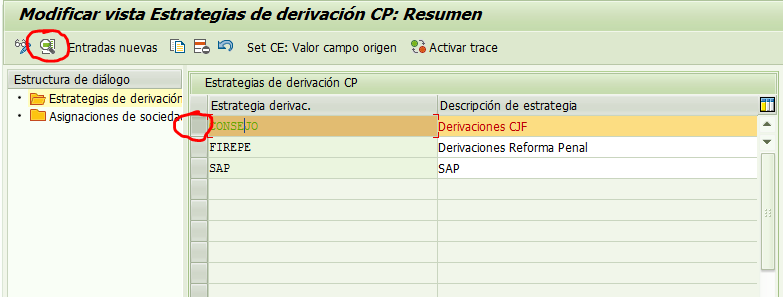 Modificar vista Estrategias de derivación CP: Resumen
Entradas nuevas Set CE: Valor campo origen Activar trace
Estructura de diálogo
Estrategias de derivación
Asignaciones de socieda
Estrategias de derivación CP
Estrategia derivac. Descripción de estrategia
CONSEJO Derivaciones CJF
FIREPE Derivaciones Reforma Penal
SAP SAP